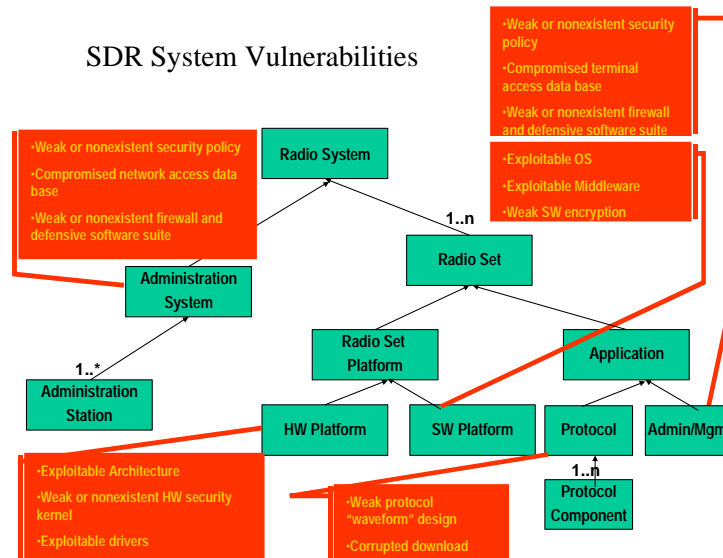 SDR System Vulnerabilities
•Weak or nonexistent security
policy
•Compromised terminal
access data base
•Weak or nonexistent firewall
and defensive software suite
•Weak or nonexistent security policy
•Compromised network access data
base
•Weak or nonexistent firewall and
defensive software suite
Radio System
•Exploitable OS
•Exploitable Middleware
•Weak SW encryption
1..n
Radio Set
Administration
System
Radio Set
Platform
Application
1..*
Administration
Station
HW Platform
SW Platform
Protocol
Admin/Mgm
•Exploitable Architecture
•Weak or nonexistent HW security
kernel
•Exploitable drivers
•Weak protocol
“waveform” design
•Corrupted download
1..n
Protocol
Component